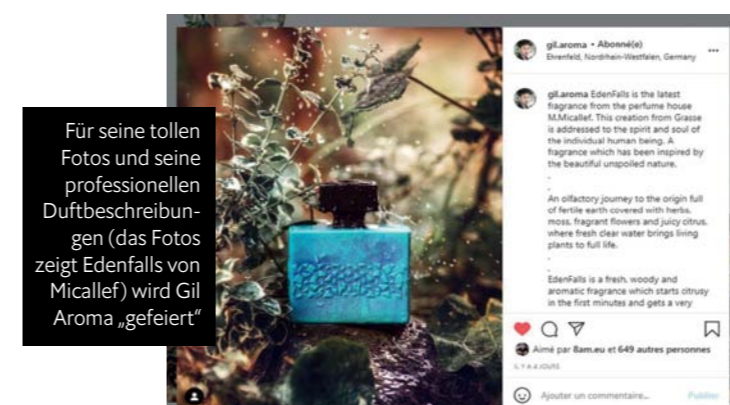 Für seine tollen
Fotos und seine
professionellen
Duftbeschreibun-
gen (das Fotos
zeigt Edenfalls von
Micallef) wird Gil
Aroma „gefeiert“
gil.aroma • Abonné(e)
Ehrenfeld, Nordrhein-Westfalen, Germany
gil.aroma EdenFalls is the latest
fragrance from the perfume house
M.Micallef. This creation from Grasse
is addressed to the spirit and soul of
the individual human being. A
fragrance which has been inspired by
the beautiful unspoiled nature.
.
.
An olfactory journey to the origin full
of fertile earth covered with herbs,
moss, fragrant flowers and juicy citrus,
where fresh clear water brings living
plants to full life.
.
.
EdenFalls is a fresh, woody and
aromatic fragrance which starts citrusy
in the first minutes and gets a very
Aimé par 8am.eu et 649 autres personnes
IL Y A 4 JOURS
Ajouter un commentaire...
Publier